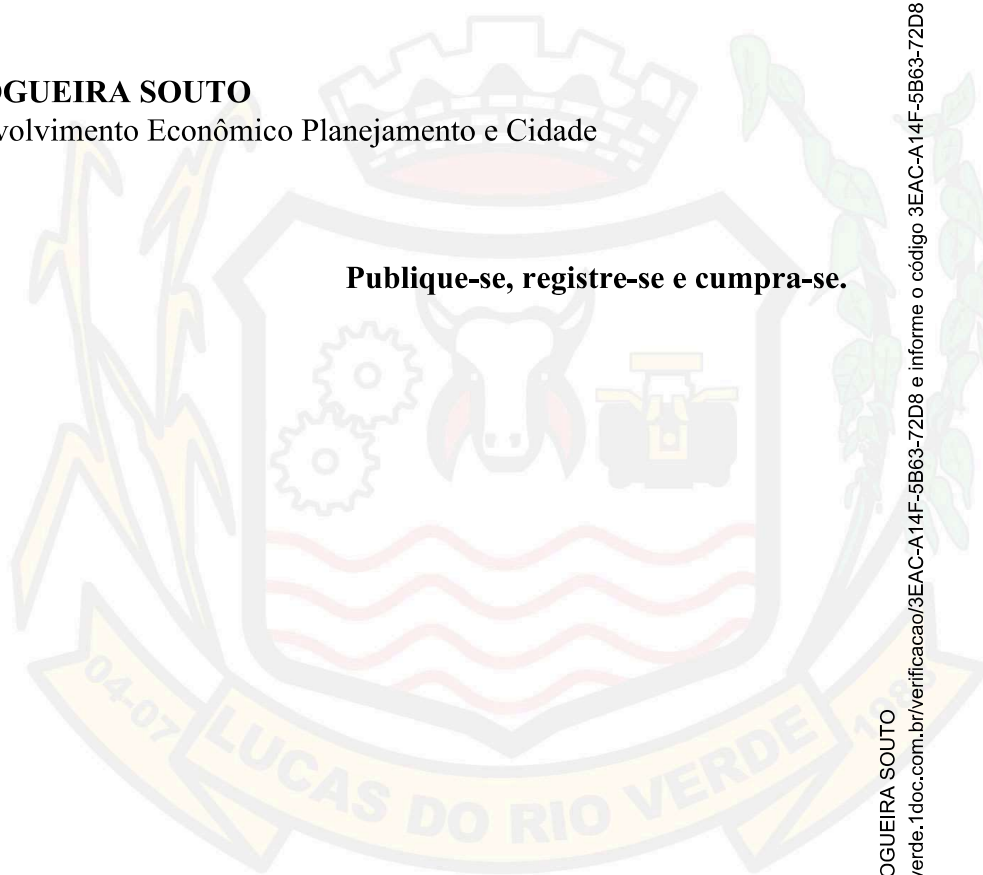 OGUEIRA SOUTO
volvimento Econômico Planejamento e Cidade
Publique-se, registre-se e cumpra-se.
04-07 LUCAS DO RIO VERDE 1988
OGUEIRA SOUTO
verde.1doc.com.br/verificacao/3EAC-A14F-5B63-72D8 e informe o código 3EAC-A14F-5B63-72D8